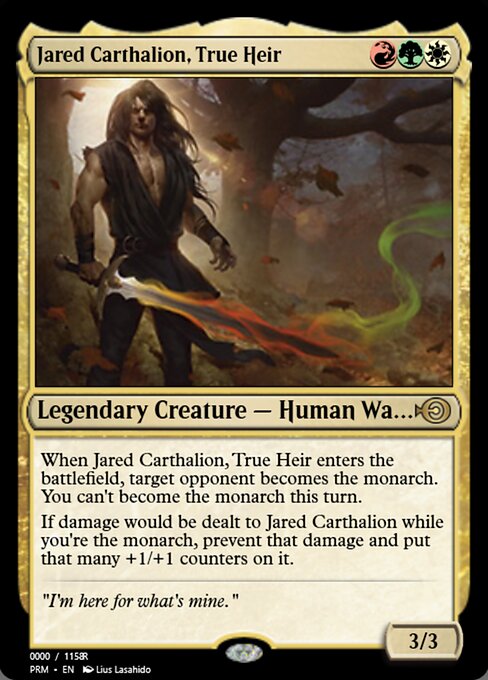 Jared Carthalion, True Heir
Legendary Creature — Human Wa...
When Jared Carthalion, True Heir enters the
battlefield, target opponent becomes the monarch.
You can't become the monarch this turn.
If damage would be dealt to Jared Carthalion while
you're the monarch, prevent that damage and put
that many +1/+1 counters on it.
"I'm here for what's mine."
3/3
0000 / 1158R
PRM • EN Lius Lasahido